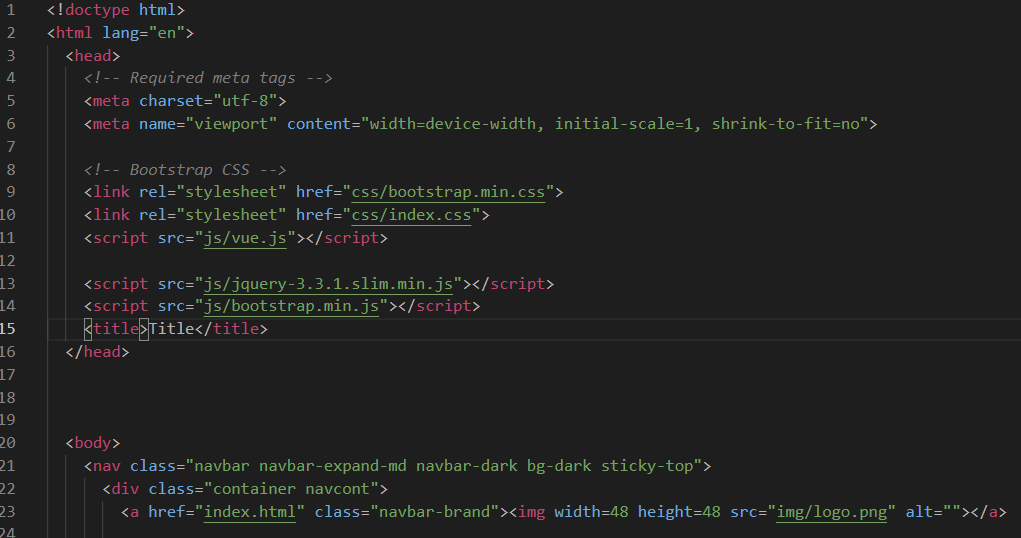 1 <!doctype html>
2 <html lang="en">
3 <head>
4 <!-- Required meta tags -->
5 <meta charset="utf-8">
6 <meta name="viewport" content="width=device-width, initial-scale=1, shrink-to-fit=no">
7
8 <!-- Bootstrap CSS -->
9 <link rel="stylesheet" href="css/bootstrap.min.css">
10 <link rel="stylesheet" href="css/index.css">
11 <script src="js/vue.js"></script>
12
13 <script src="js/jquery-3.3.1.slim.min.js"></script>
14 <script src="js/bootstrap.min.js"></script>
15 <title>Title</title>
16 </head>
17
18
19
20 <body>
21 <nav class="navbar navbar-expand-md navbar-dark bg-dark sticky-top">
22 <div class="container navcont">
23 <a href="index.html" class="navbar-brand"><img width=48 height=48 src="img/logo.png" alt=""></a>
24